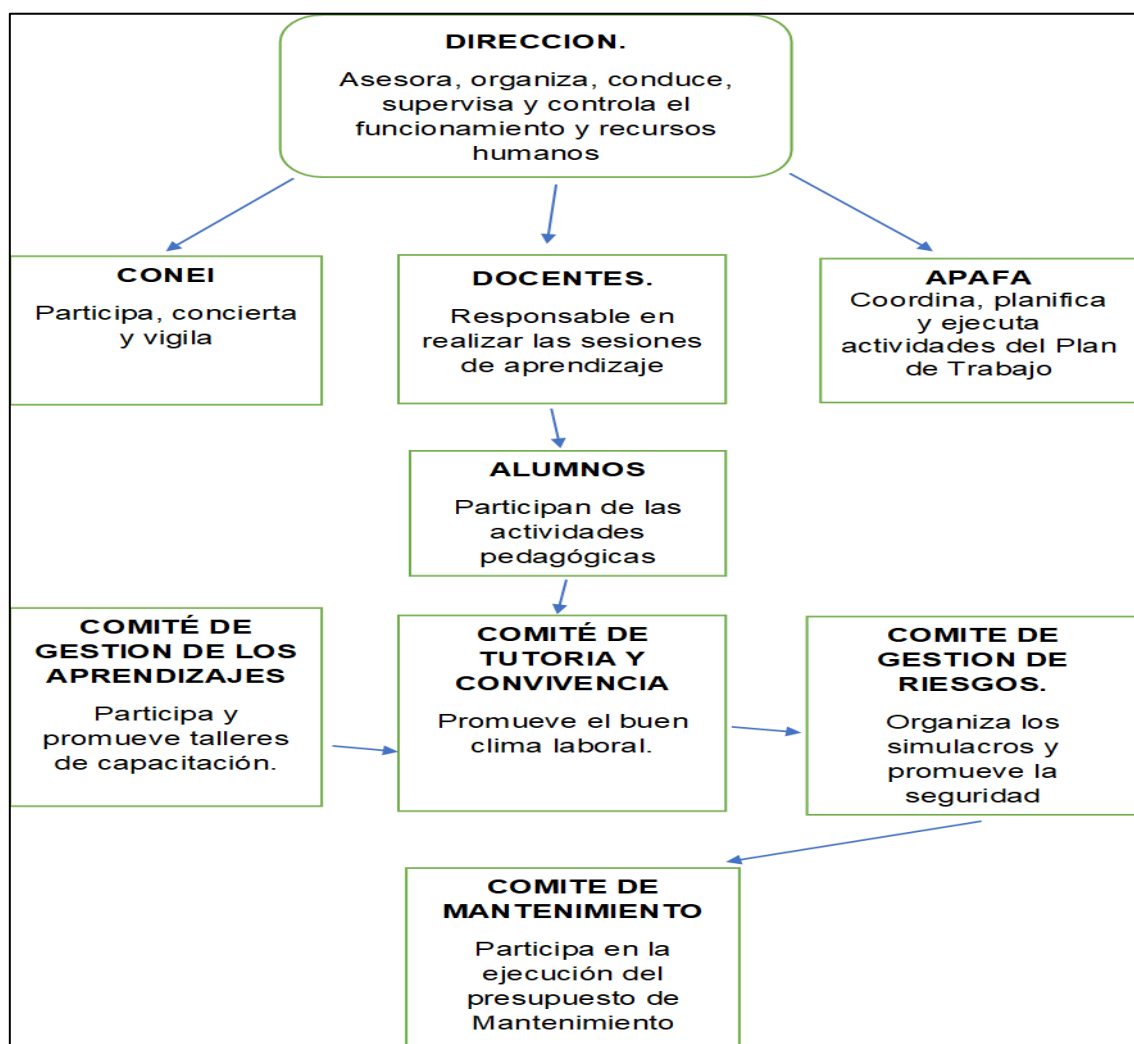 DIRECCION.
Asesora, organiza, conduce,
supervisa y controla el
funcionamiento y recursos
humanos
CONEI
Participa, concierta
y vigila
DOCENTES.
Responsable en
realizar las sesiones
de aprendizaje
APAFA
Coordina, planifica
y ejecuta
actividades del Plan
de Trabajo
ALUMNOS
Participan de las
actividades
pedagógicas
COMITÉ DE
GESTION DE LOS
APRENDIZAJES
Participa y
promueve talleres
de capacitación.
COMITÉ DE
TUTORIA Y
CONVIVENCIA
Promueve el buen
clima laboral.
COMITE DE
GESTION DE
RIESGOS.
Organiza los
simulacros y
promueve la
seguridad
COMITE DE
MANTENIMIENTO
Participa en la
ejecución del
presupuesto de
Mantenimiento